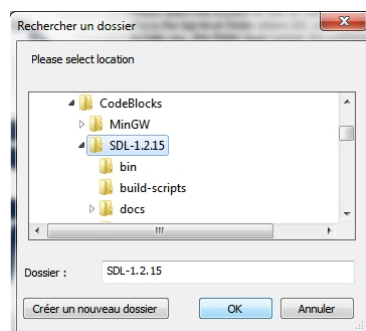 Rechercher un dossier
Please select location
CodeBlocks
MinGW
SDL-1.2.15
bin
build-scripts
docs
Dossier :
SDL-1.2.15
Créer un nouveau dossier
OK
Annuler